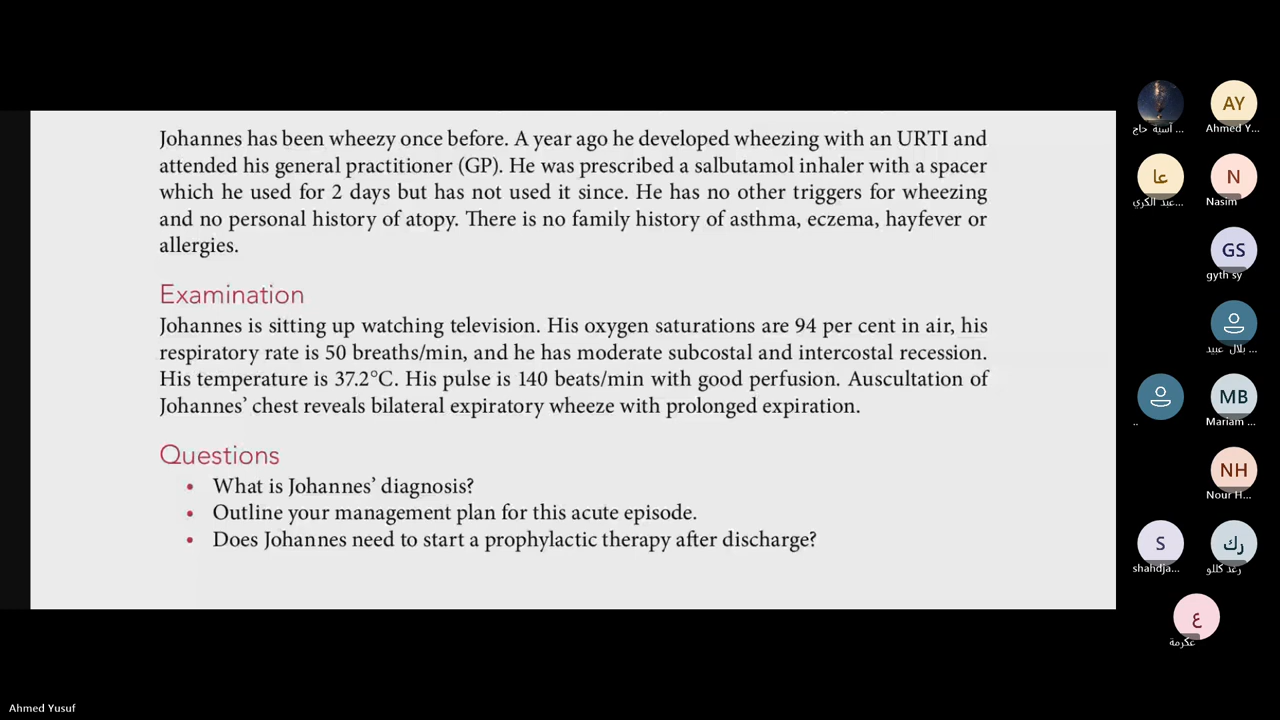 Johannes has been wheezy once before. A year ago he developed wheezing with an URTI and
attended his general practitioner (GP). He was prescribed a salbutamol inhaler with a spacer
which he used for 2 days but has not used it since. He has no other triggers for wheezing
and no personal history of atopy. There is no family history of asthma, eczema, hayfever or
allergies.
Examination
Johannes is sitting up watching television. His oxygen saturations are 94 per cent in air, his
respiratory rate is 50 breaths/min, and he has moderate subcostal and intercostal recession.
His temperature is 37.2°C. His pulse is 140 beats/min with good perfusion. Auscultation of
Johannes’ chest reveals bilateral expiratory wheeze with prolonged expiration.
Questions
• What is Johannes’ diagnosis?
• Outline your management plan for this acute episode.
• Does Johannes need to start a prophylactic therapy after discharge?
آسية حاج ...
AY
Ahmed Y...
عا
عبد الكري...
N
Nasim
GS
gyth sy
بلال عبيد ...
..
MB
Mariam ...
NH
Nour H...
S
shahdja...
رك
رغد كللو
ع
عكرمة
Ahmed Yusuf